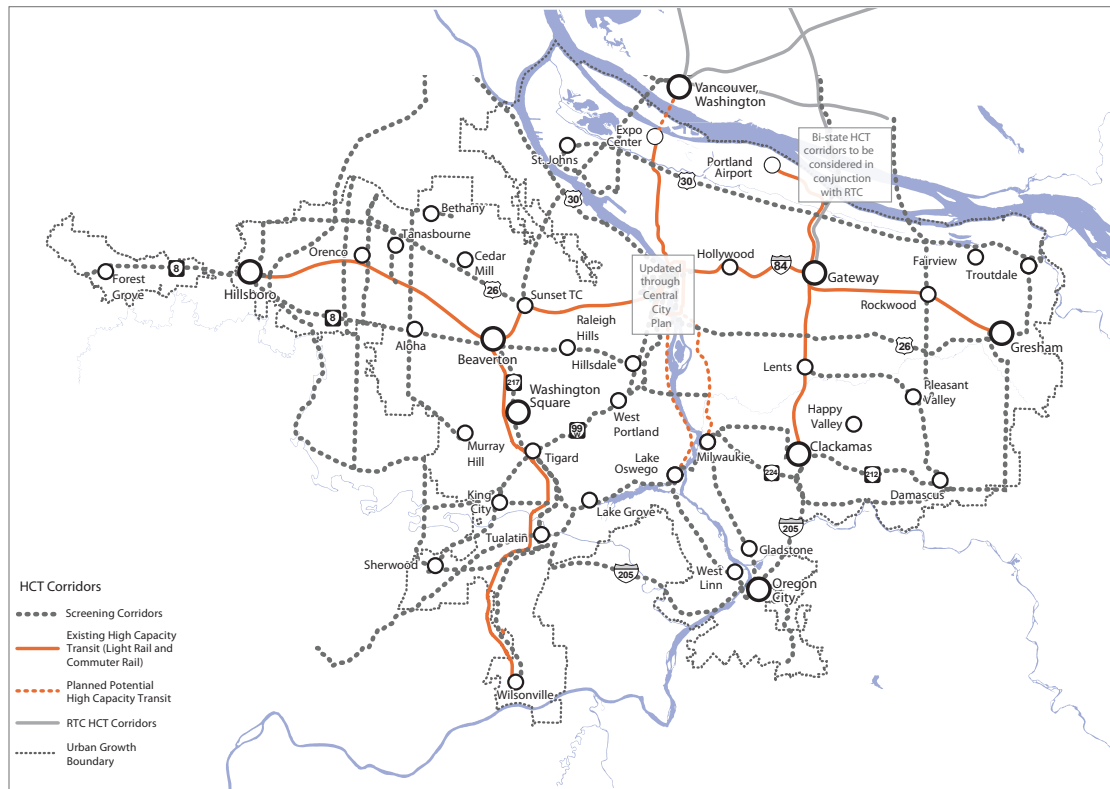 Vancouver,
Washington
Expo
Center
Bi-state HCT
corridors to be
considered in
conjunction
with RTC
St. Johns
Portland
Airport
30
30
Bethany
Tanasbourne
Orenco
Cedar
Mill
Hollywood
84
Fairview
Troutdale
Forest
Grove
8
Hillsboro
26
Sunset TC
Updated
through
Central
City
Plan
Gateway
Rockwood
8
Aloha
Raleigh
Hills
Beaverton
Hillsdale
26
Gresham
217
Washington
Square
Lents
Pleasant
Valley
West
Portland
Happy
Valley
99
W
Murray
Hill
Tigard
Milwaukie
Clackamas
Lake
Oswego
224
212
Damascus
King
City
Lake Grove
205
Tualatin
Gladstone
Sherwood
205
West
Linn
Oregon
City
Wilsonville
HCT Corridors
Screening Corridors
Existing High Capacity
Transit (Light Rail and
Commuter Rail)
Planned Potential
High Capacity Transit
RTC HCT Corridors
Urban Growth
Boundary